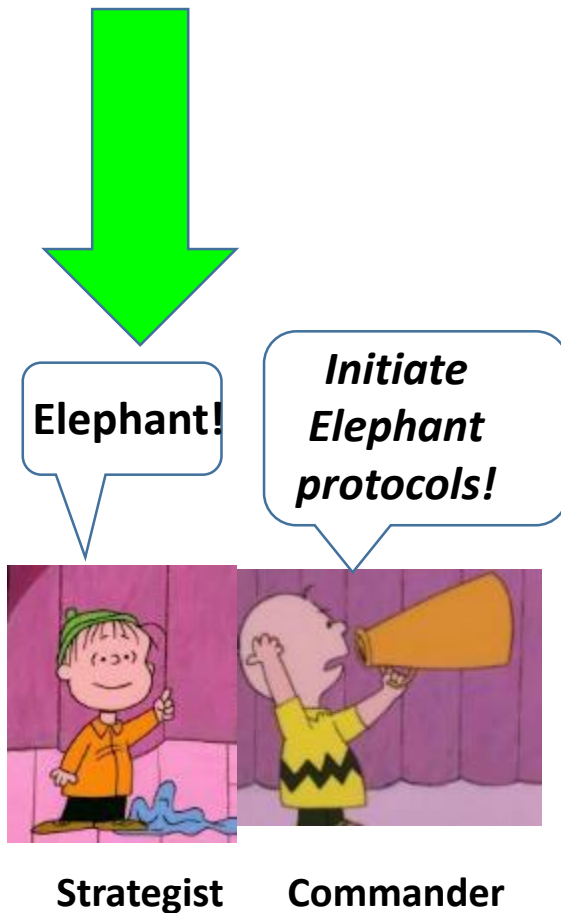 Elephant!
Initiate
Elephant
protocols!
Strategist
Commander